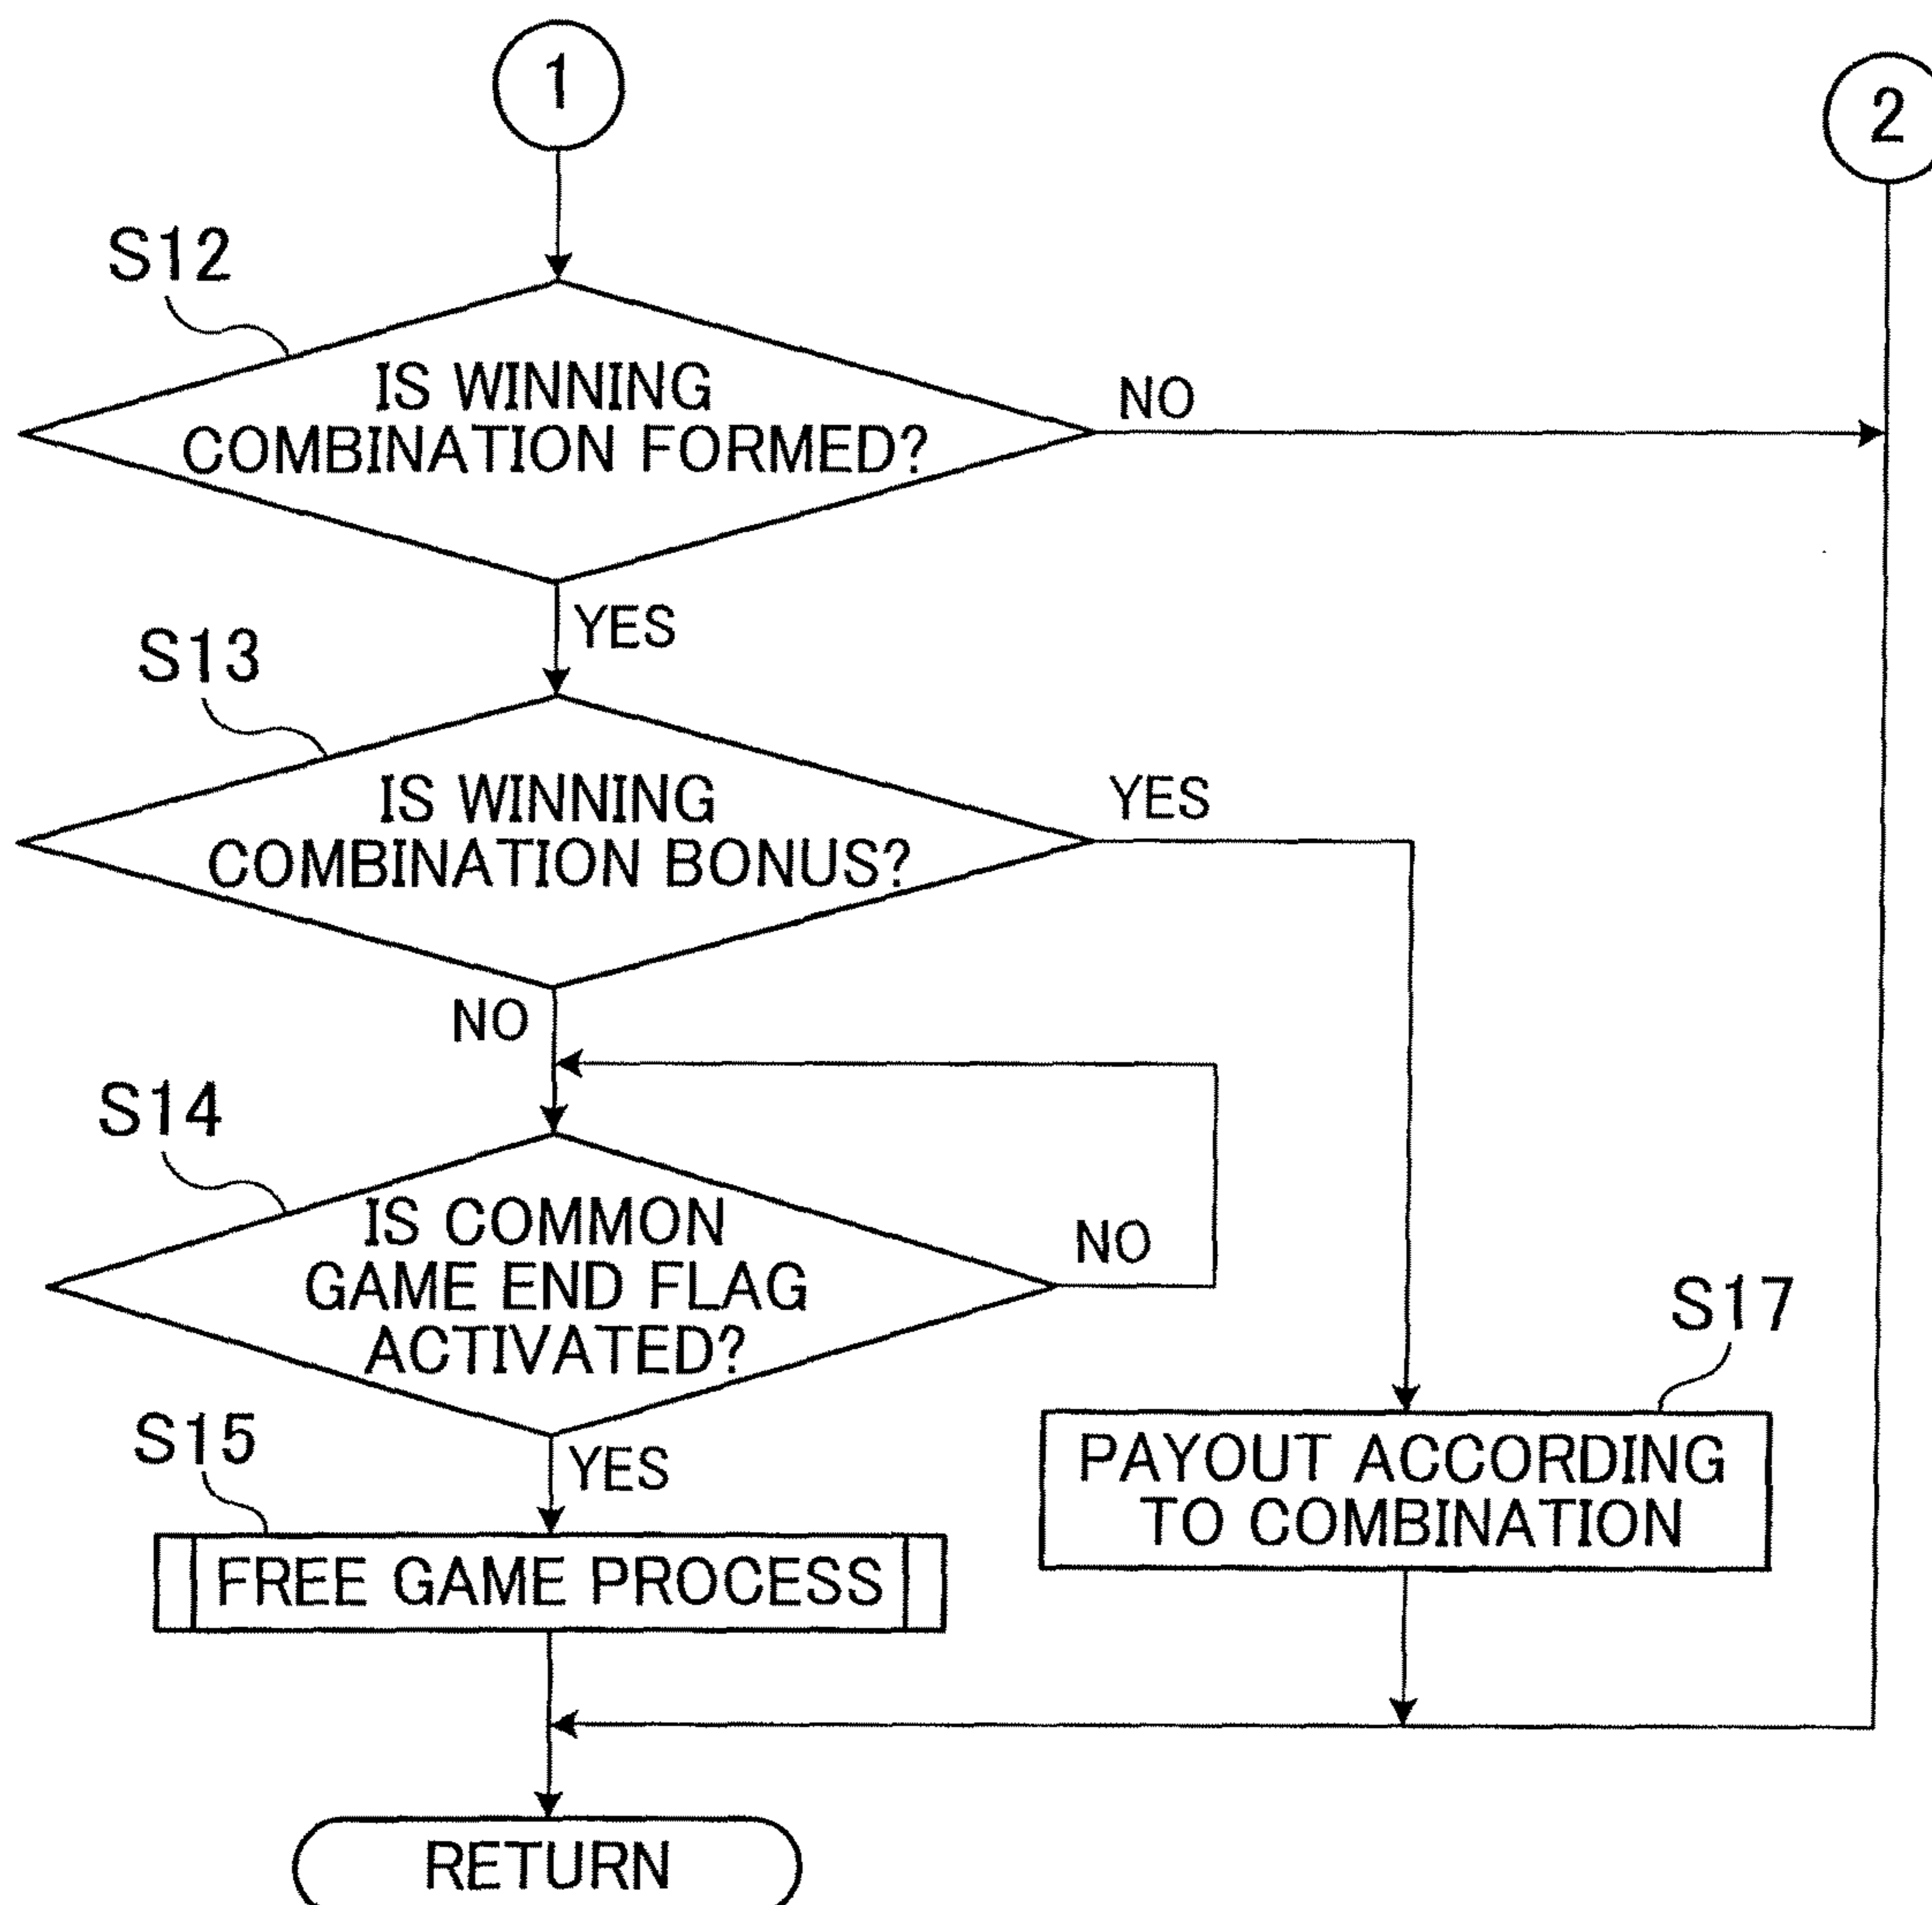 1
2
S12
IS WINNING
COMBINATION FORMED?
NO
YES
S13
IS WINNING
COMBINATION BONUS?
YES
NO
S14
IS COMMON
GAME END FLAG
ACTIVATED?
NO
YES
S17
PAYOUT ACCORDING
TO COMBINATION
S15
FREE GAME PROCESS
RETURN